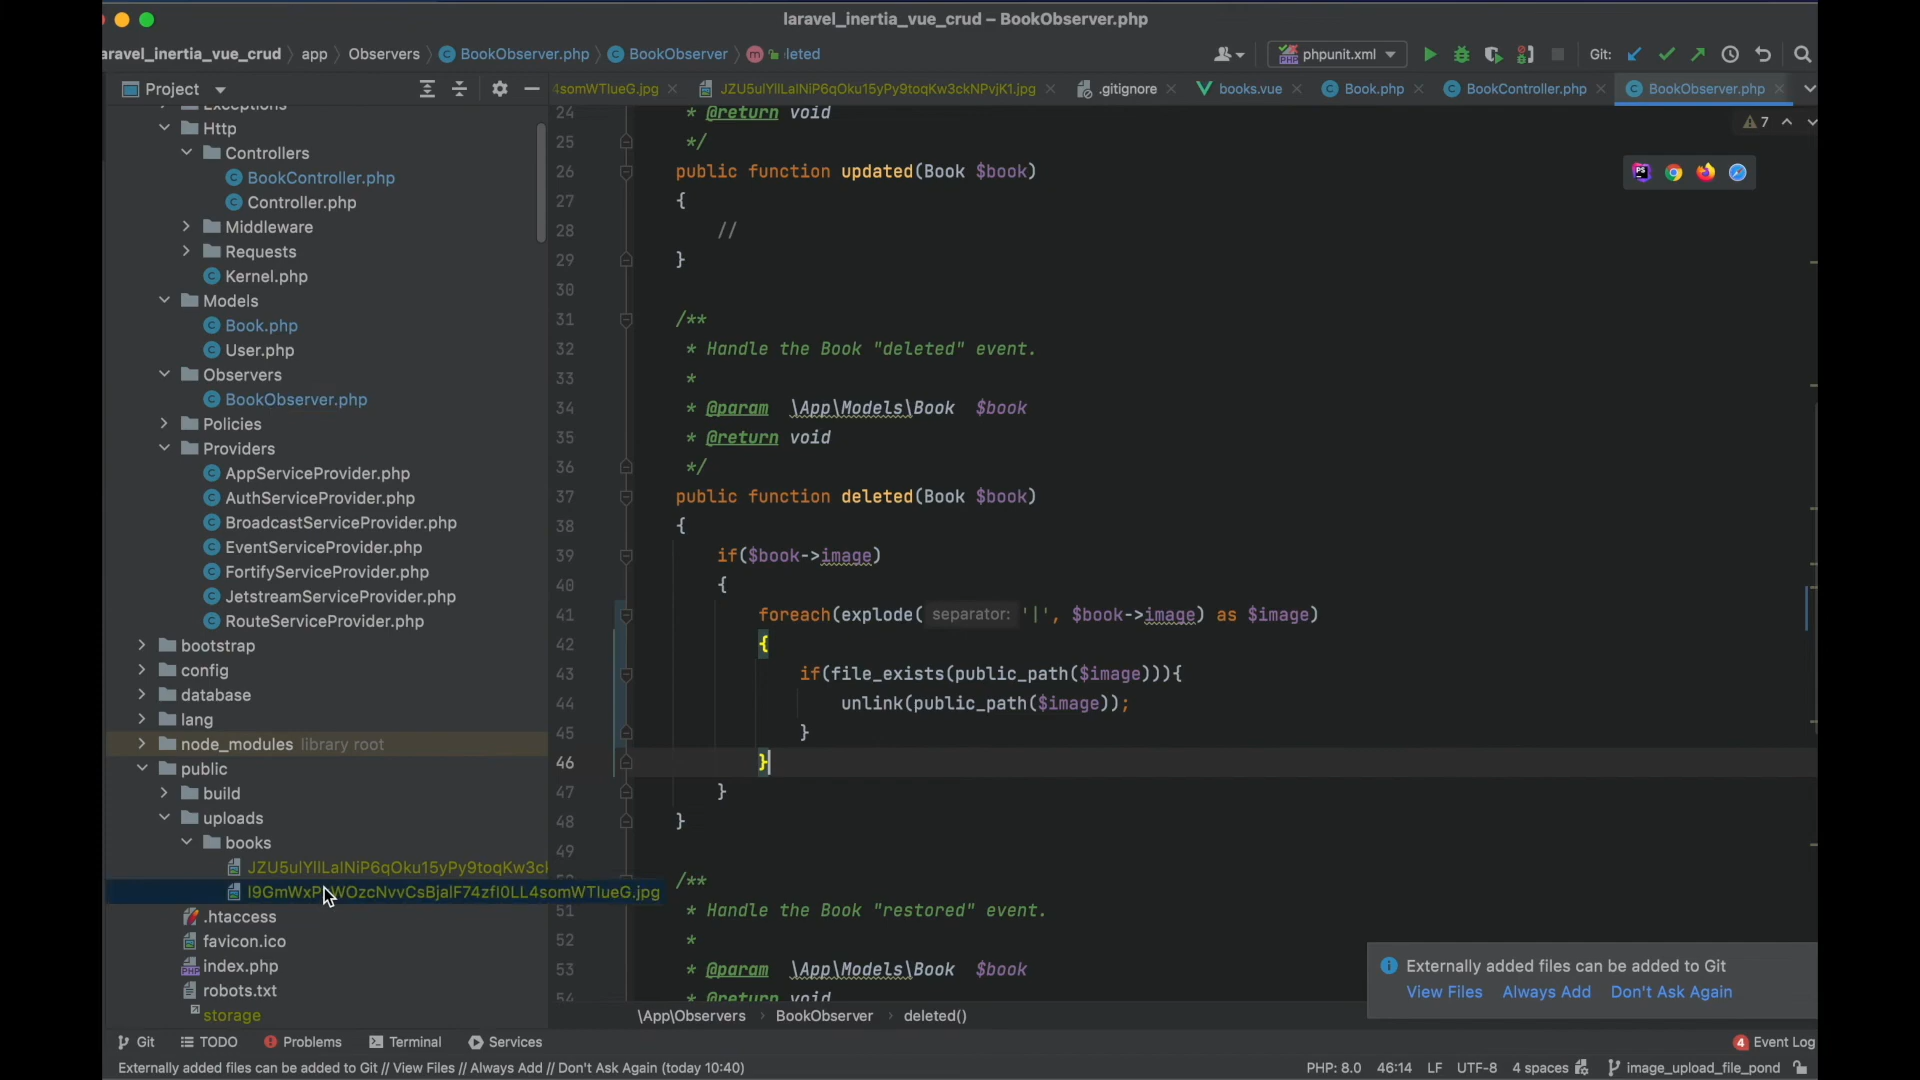 laravel_inertia_vue_crud – BookObserver.php
aravel_inertia_vue_crud
app
Observers
BookObserver.php
BookObserver
leted
phpunit.xml
Git:
Project
4somWTIueG.jpg
.gitignore
books.vue
Book.php
BookController.php
BookObserver.php
7
Exceptions
Http
Controllers
BookController.php
Controller.php
Middleware
Requests
Kernel.php
Models
Book.php
User.php
Observers
BookObserver.php
Policies
Providers
AppServiceProvider.php
AuthServiceProvider.php
BroadcastServiceProvider.php
EventServiceProvider.php
FortifyServiceProvider.php
JetstreamServiceProvider.php
RouteServiceProvider.php
bootstrap
config
database
lang
node_modules library root
public
build
uploads
books
.htaccess
favicon.ico
index.php
robots.txt
storage
24 * @return void
25 */
26 public function updated(Book $book)
27 {
28 //
29 }
30
31 /**
32 * Handle the Book "deleted" event.
33 *
34 * @param \App\Models\Book $book
35 * @return void
36 */
37 public function deleted(Book $book)
38 {
39 if($book->image)
40 {
41 foreach(explode( separator: '|', $book->image) as $image)
42 {
43 if(file_exists(public_path($image))){
44 unlink(public_path($image));
45 }
46 }
47 }
48 }
49
/**
51 * Handle the Book "restored" event.
52 *
53 * @param \App\Models\Book $book
54 * @return void
\App\Observers
BookObserver
deleted()
Externally added files can be added to Git
View Files Always Add Don't Ask Again
Git
TODO
Problems
Terminal
Services
4 Event Log
Externally added files can be added to Git // View Files // Always Add // Don't Ask Again (today 10:40)
PHP: 8.0
46:14
LF
UTF-8
4 spaces
image_upload_file_pond